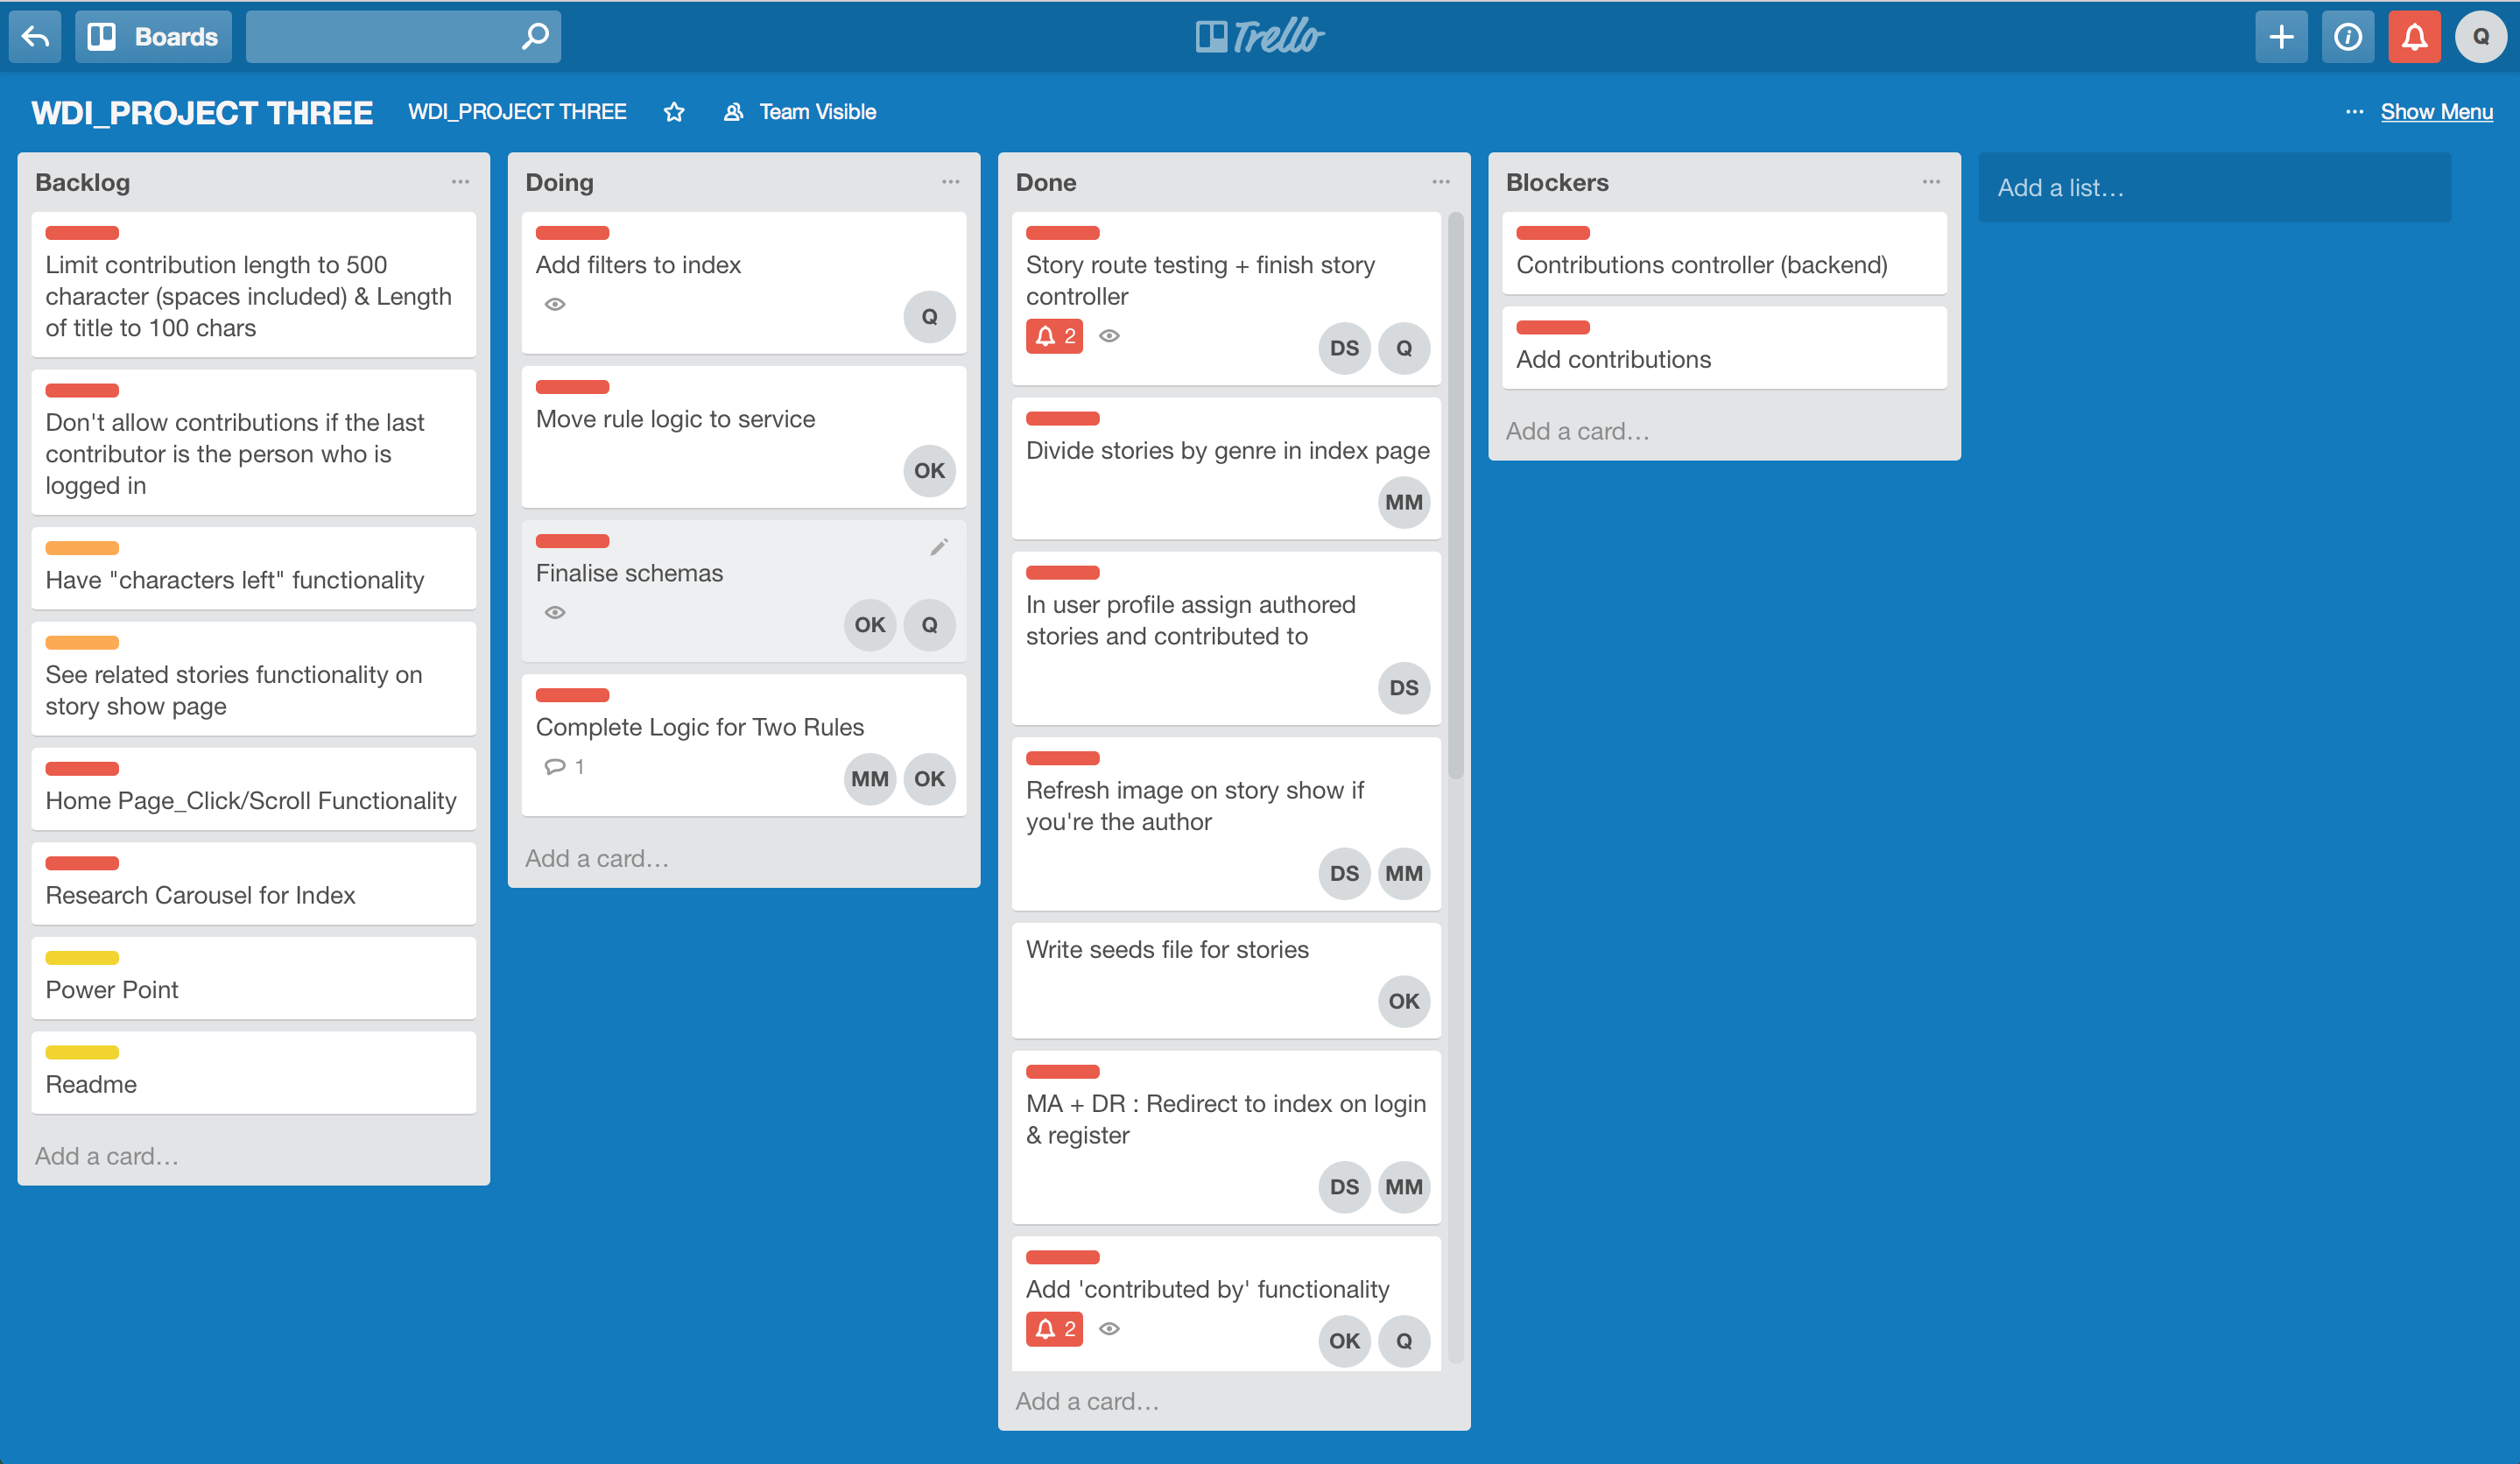 Boards
Trello
Q
WDI_PROJECT THREE
WDI_PROJECT THREE
Team Visible
... Show Menu
Backlog
Limit contribution length to 500
character (spaces included) & Length
of title to 100 chars
Don't allow contributions if the last
contributor is the person who is
logged in
Have "characters left" functionality
See related stories functionality on
story show page
Home Page_Click/Scroll Functionality
Research Carousel for Index
Power Point
Readme
Add a card…
Doing
Add filters to index
Q
Move rule logic to service
OK
Finalise schemas
OK Q
Complete Logic for Two Rules
1
MM OK
Add a card…
Done
Story route testing + finish story
controller
2
DS Q
Divide stories by genre in index page
MM
In user profile assign authored
stories and contributed to
DS
Refresh image on story show if
you're the author
DS MM
Write seeds file for stories
OK
MA + DR : Redirect to index on login
& register
DS MM
Add 'contributed by' functionality
2
OK Q
Add a card…
Blockers
Contributions controller (backend)
Add contributions
Add a card…
Add a list…